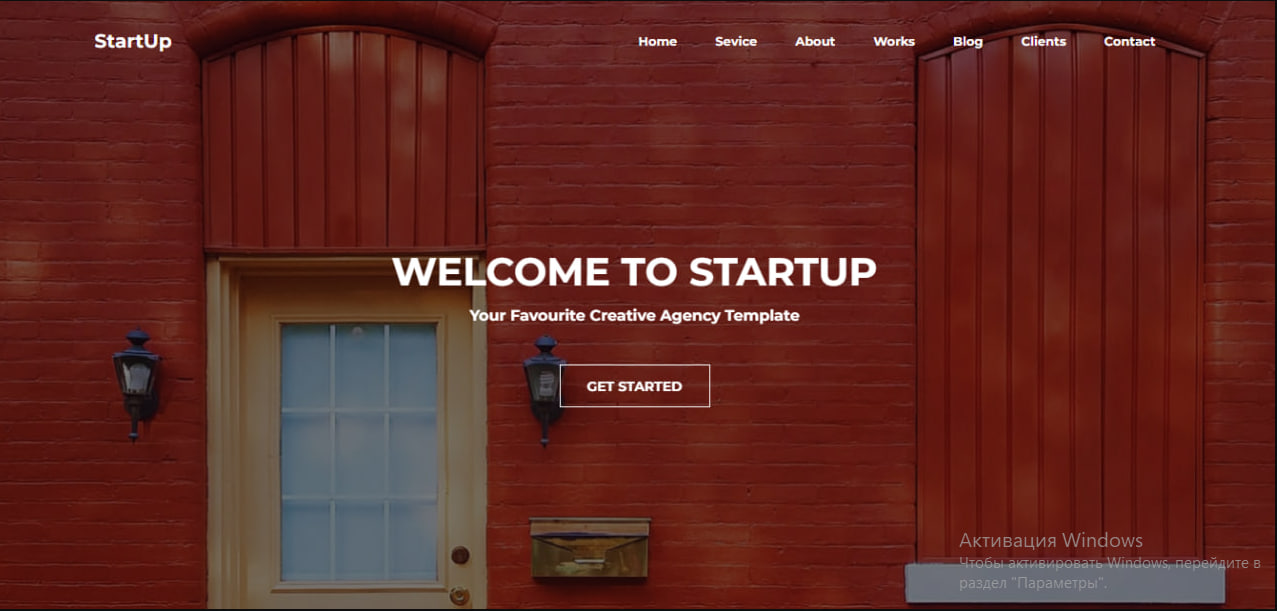 StartUp
Home Sevice About Works Blog Clients Contact
WELCOME TO STARTUP
Your Favourite Creative Agency Template
GET STARTED
Активация Windows
Чтобы активировать Windows, перейдите в
раздел "Параметры".